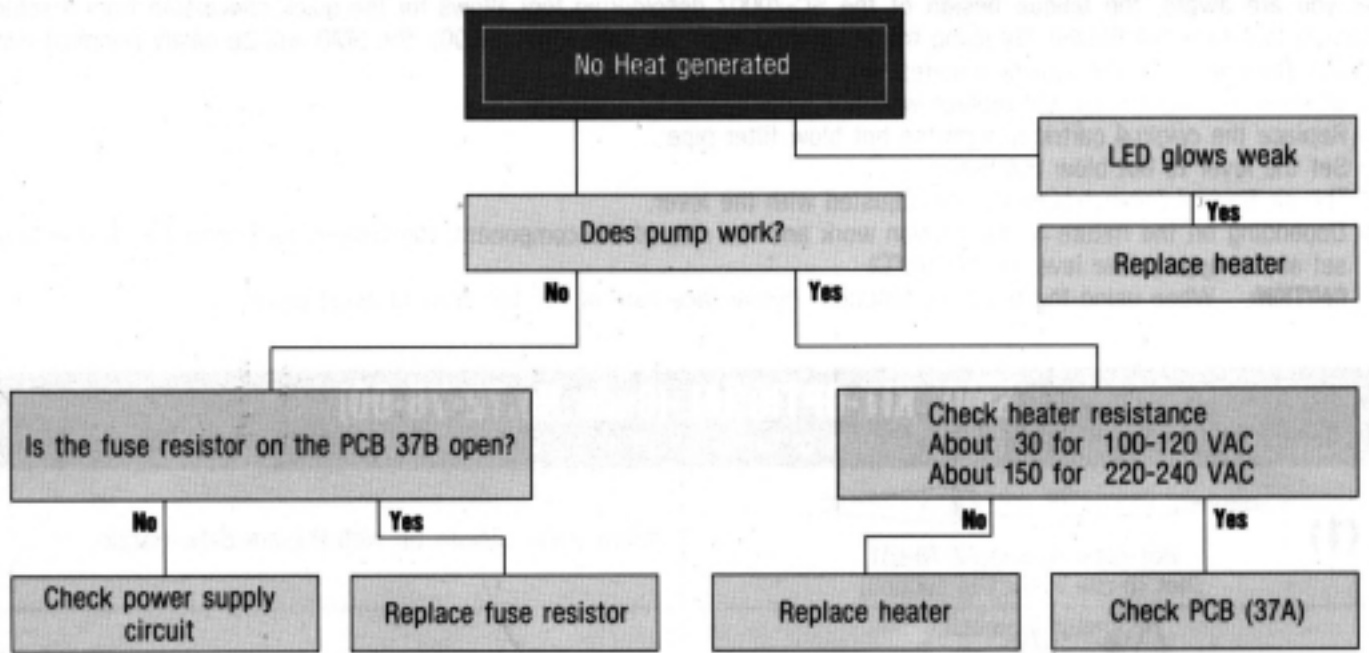 No Heat generated
LED glows weak
Yes
Replace heater
Does pump work?
No
Yes
Is the fuse resistor on the PCB 37B open?
No
Yes
Check power supply
circuit
Replace fuse resistor
Check heater resistance
About 30 for 100-120 VAC
About 150 for 220-240 VAC
No
Yes
Replace heater
Check PCB (37A)